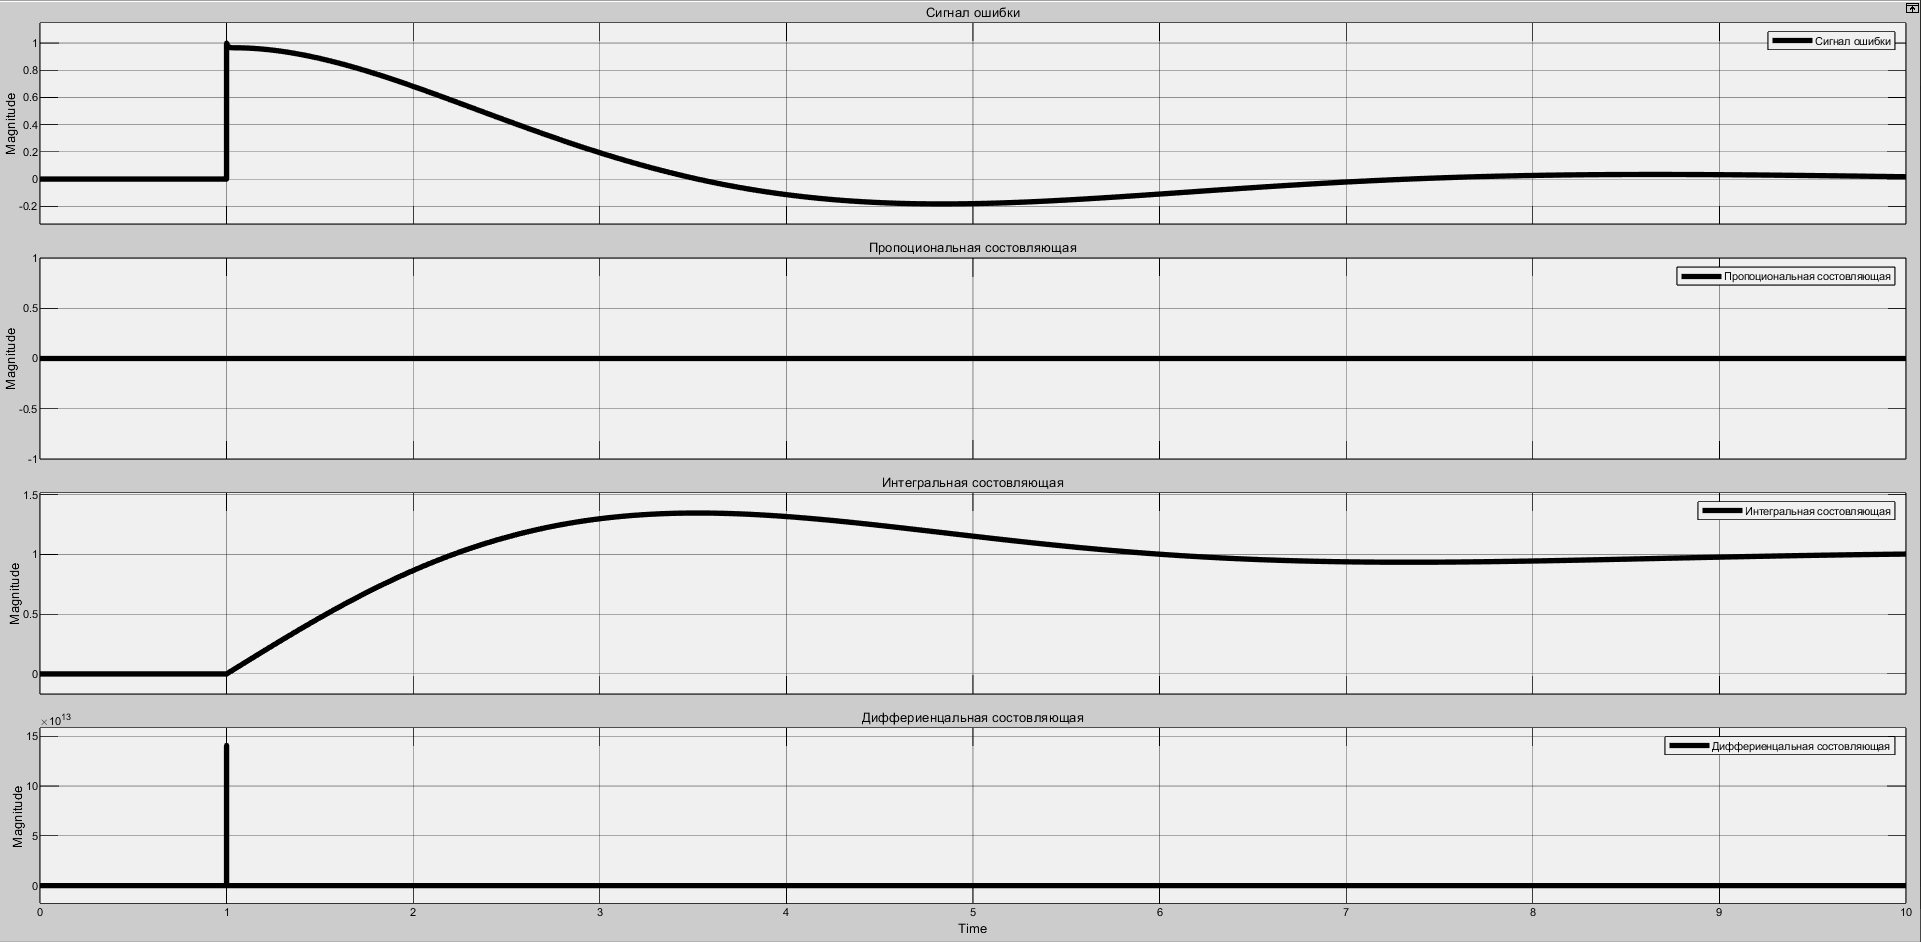 Сигнал ошибки
Magnitude
1
0.8
0.6
0.4
0.2
0
-0.2
Сигнал ошибки
Пропоциональная состовляющая
Magnitude
1
0.5
0
-0.5
-1
Пропоциональная состовляющая
Интегральная состовляющая
Magnitude
1.5
1
0.5
0
Интегральная состовляющая
Диффериенцальная состовляющая
×10^13
Magnitude
15
10
5
0
Диффериенцальная состовляющая
0 1 2 3 4 5 6 7 8 9 10
Time